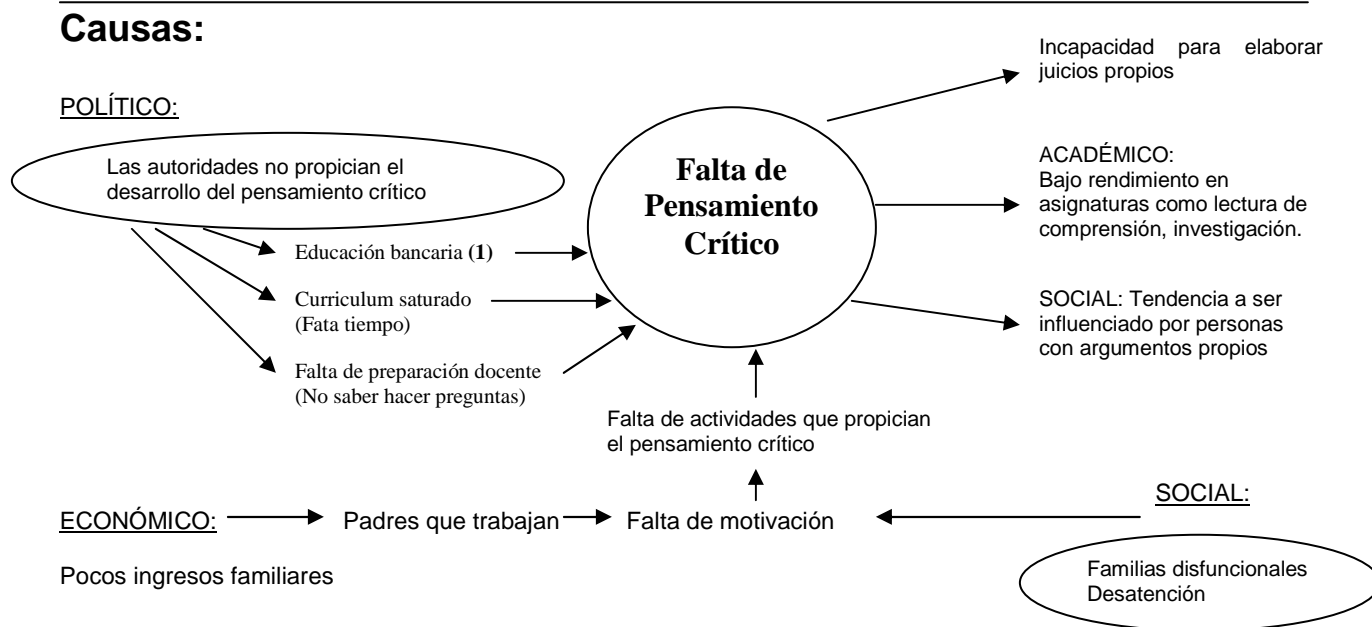 Causas:
Incapacidad para elaborar
juicios propios
POLÍTICO:
Las autoridades no propician el
desarrollo del pensamiento crítico
Falta de
Pensamiento
Crítico
ACADÉMICO:
Bajo rendimiento en
asignaturas como lectura de
comprensión, investigación.
Educación bancaria (1)
Curriculum saturado
(Fata tiempo)
Falta de preparación docente
(No saber hacer preguntas)
SOCIAL: Tendencia a ser
influenciado por personas
con argumentos propios
Falta de actividades que propician
el pensamiento crítico
ECONÓMICO:
Padres que trabajan
Falta de motivación
SOCIAL:
Pocos ingresos familiares
Familias disfuncionales
Desatención